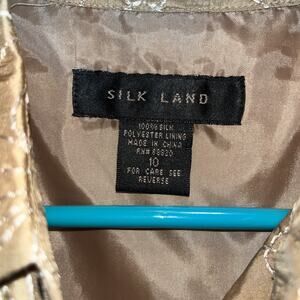 SILK LAND
100% SILK
POLYESTER LINING
MADE IN CHINA
10
FOR CARE SEE
REVERSE